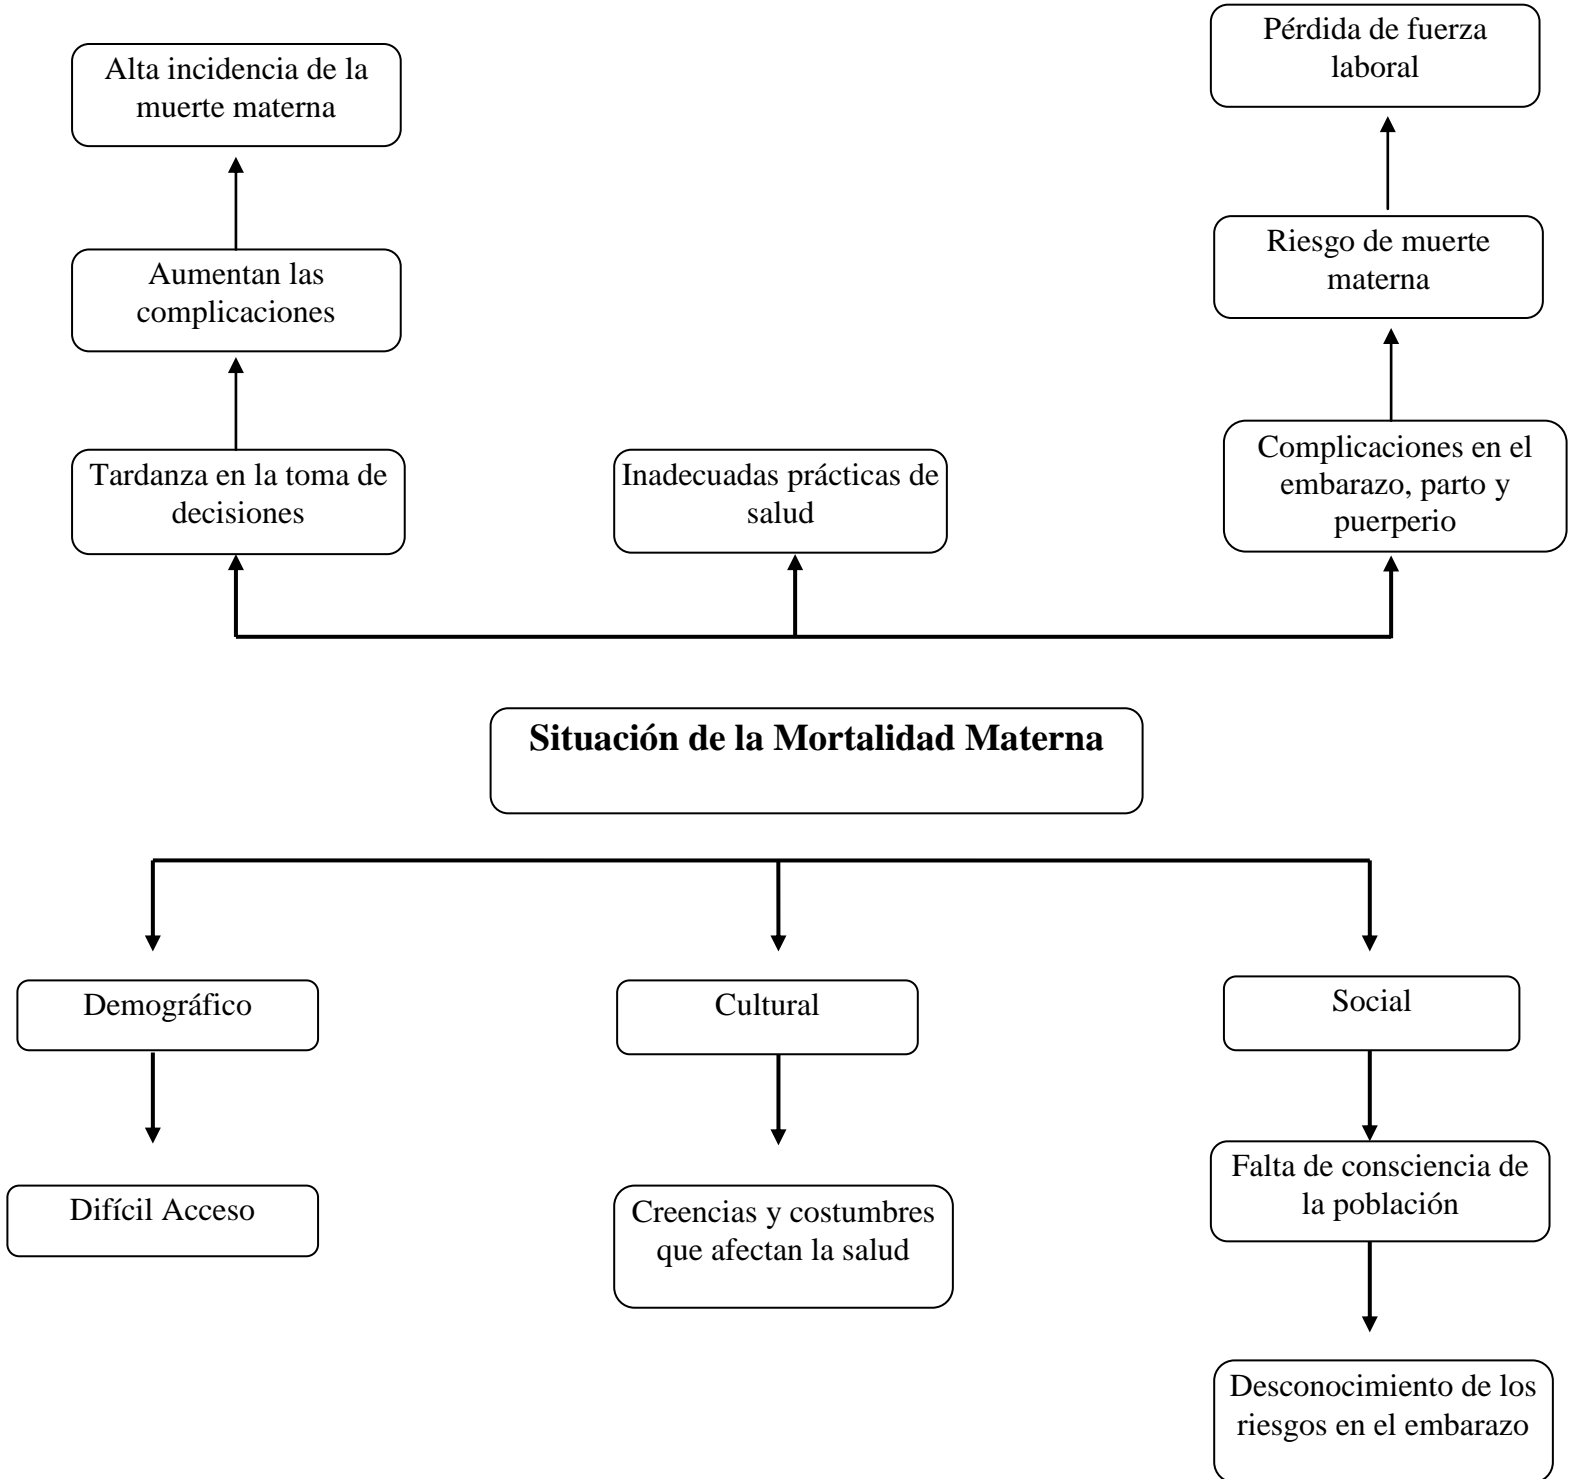 Pérdida de fuerza
laboral
Alta incidencia de la
muerte materna
Riesgo de muerte
materna
Aumentan las
complicaciones
Tardanza en la toma de
decisiones
Inadecuadas prácticas de
salud
Complicaciones en el
embarazo, parto y
puerperio
Situación de la Mortalidad Materna
Demográfico
Cultural
Social
Difícil Acceso
Creencias y costumbres
que afectan la salud
Falta de consciencia de
la población
Desconocimiento de los
riesgos en el embarazo